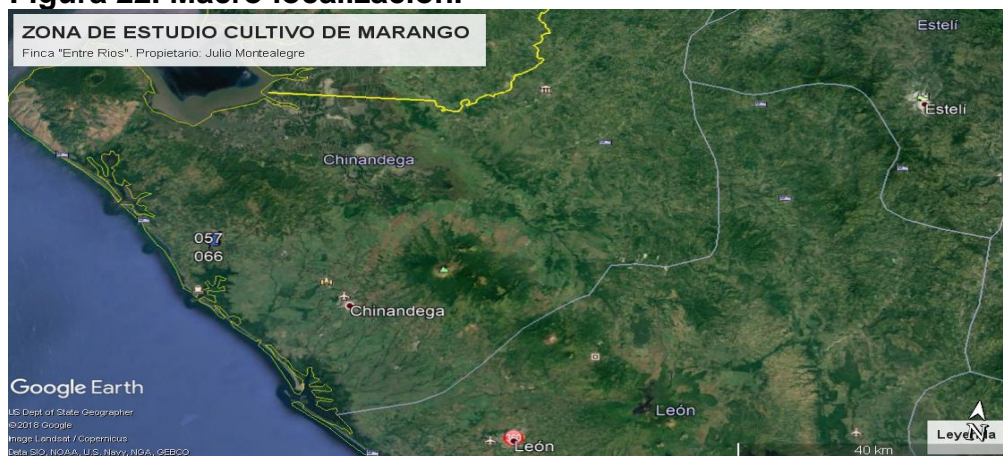 Figura 22. Macro localización.
ZONA DE ESTUDIO CULTIVO DE MARANGO
Finca "Entre Rios". Propietario: Julio Montealegre
Estelí
Estelí
Chinandega
057
066
Chinandega
Google Earth
US Dept of State Geographer
©2018 Google
Image Landsat / Copernicus
Data SIO, NOAA, U.S. Navy, NGA, GEBCO
León
León
N
Leyenda
40 km